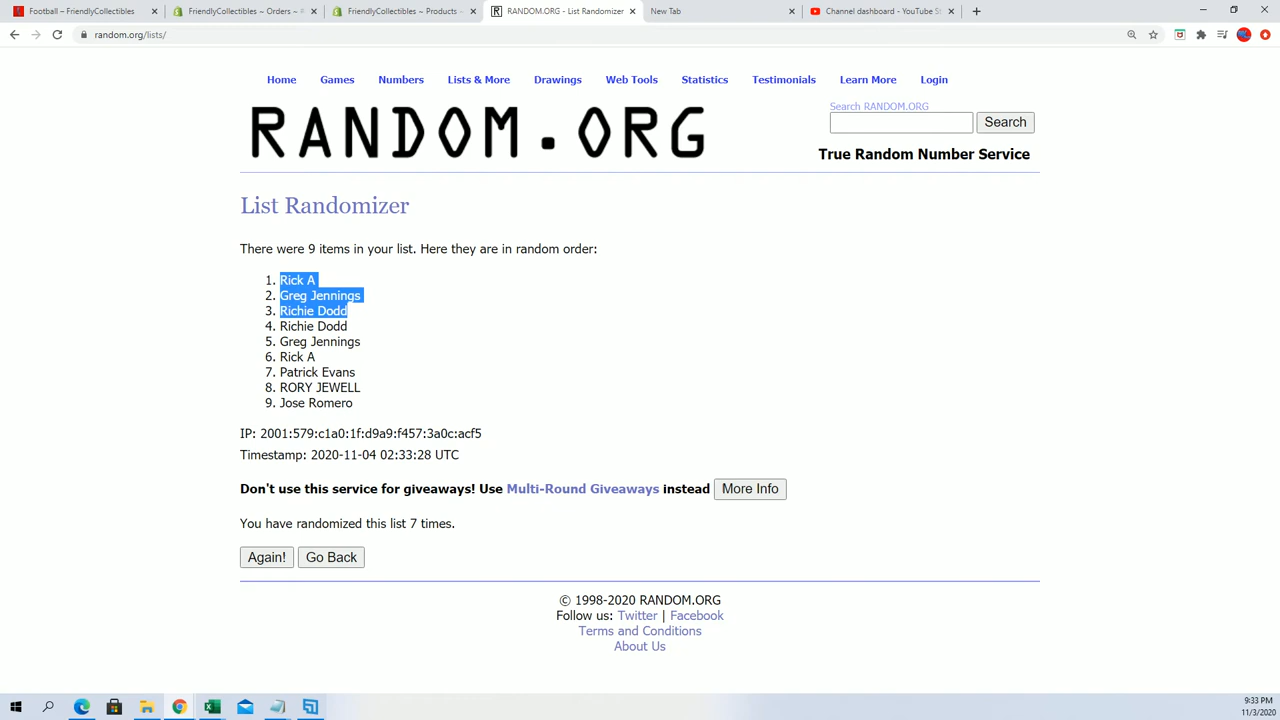 Football – FriendlyCollectibles
FriendlyCollectibles ~ Orders ~
FriendlyCollectibles ~ Products ~
RANDOM.ORG - List Randomizer
New Tab
Channel dashboard - YouTube St
random.org/lists/
Home Games Numbers Lists & More Drawings Web Tools Statistics Testimonials Learn More Login
RANDOM.ORG
Search RANDOM.ORG
Search
True Random Number Service
List Randomizer
There were 9 items in your list. Here they are in random order:
1. Rick A
2. Greg Jennings
3. Richie Dodd
4. Richie Dodd
5. Greg Jennings
6. Rick A
7. Patrick Evans
8. RORY JEWELL
9. Jose Romero
IP: 2001:579:c1a0:1f:d9a9:f457:3a0c:acf5
Timestamp: 2020-11-04 02:33:28 UTC
Don't use this service for giveaways! Use Multi-Round Giveaways instead More Info
You have randomized this list 7 times.
Again! Go Back
© 1998-2020 RANDOM.ORG
Follow us: Twitter | Facebook
Terms and Conditions
About Us
9:33 PM
11/3/2020